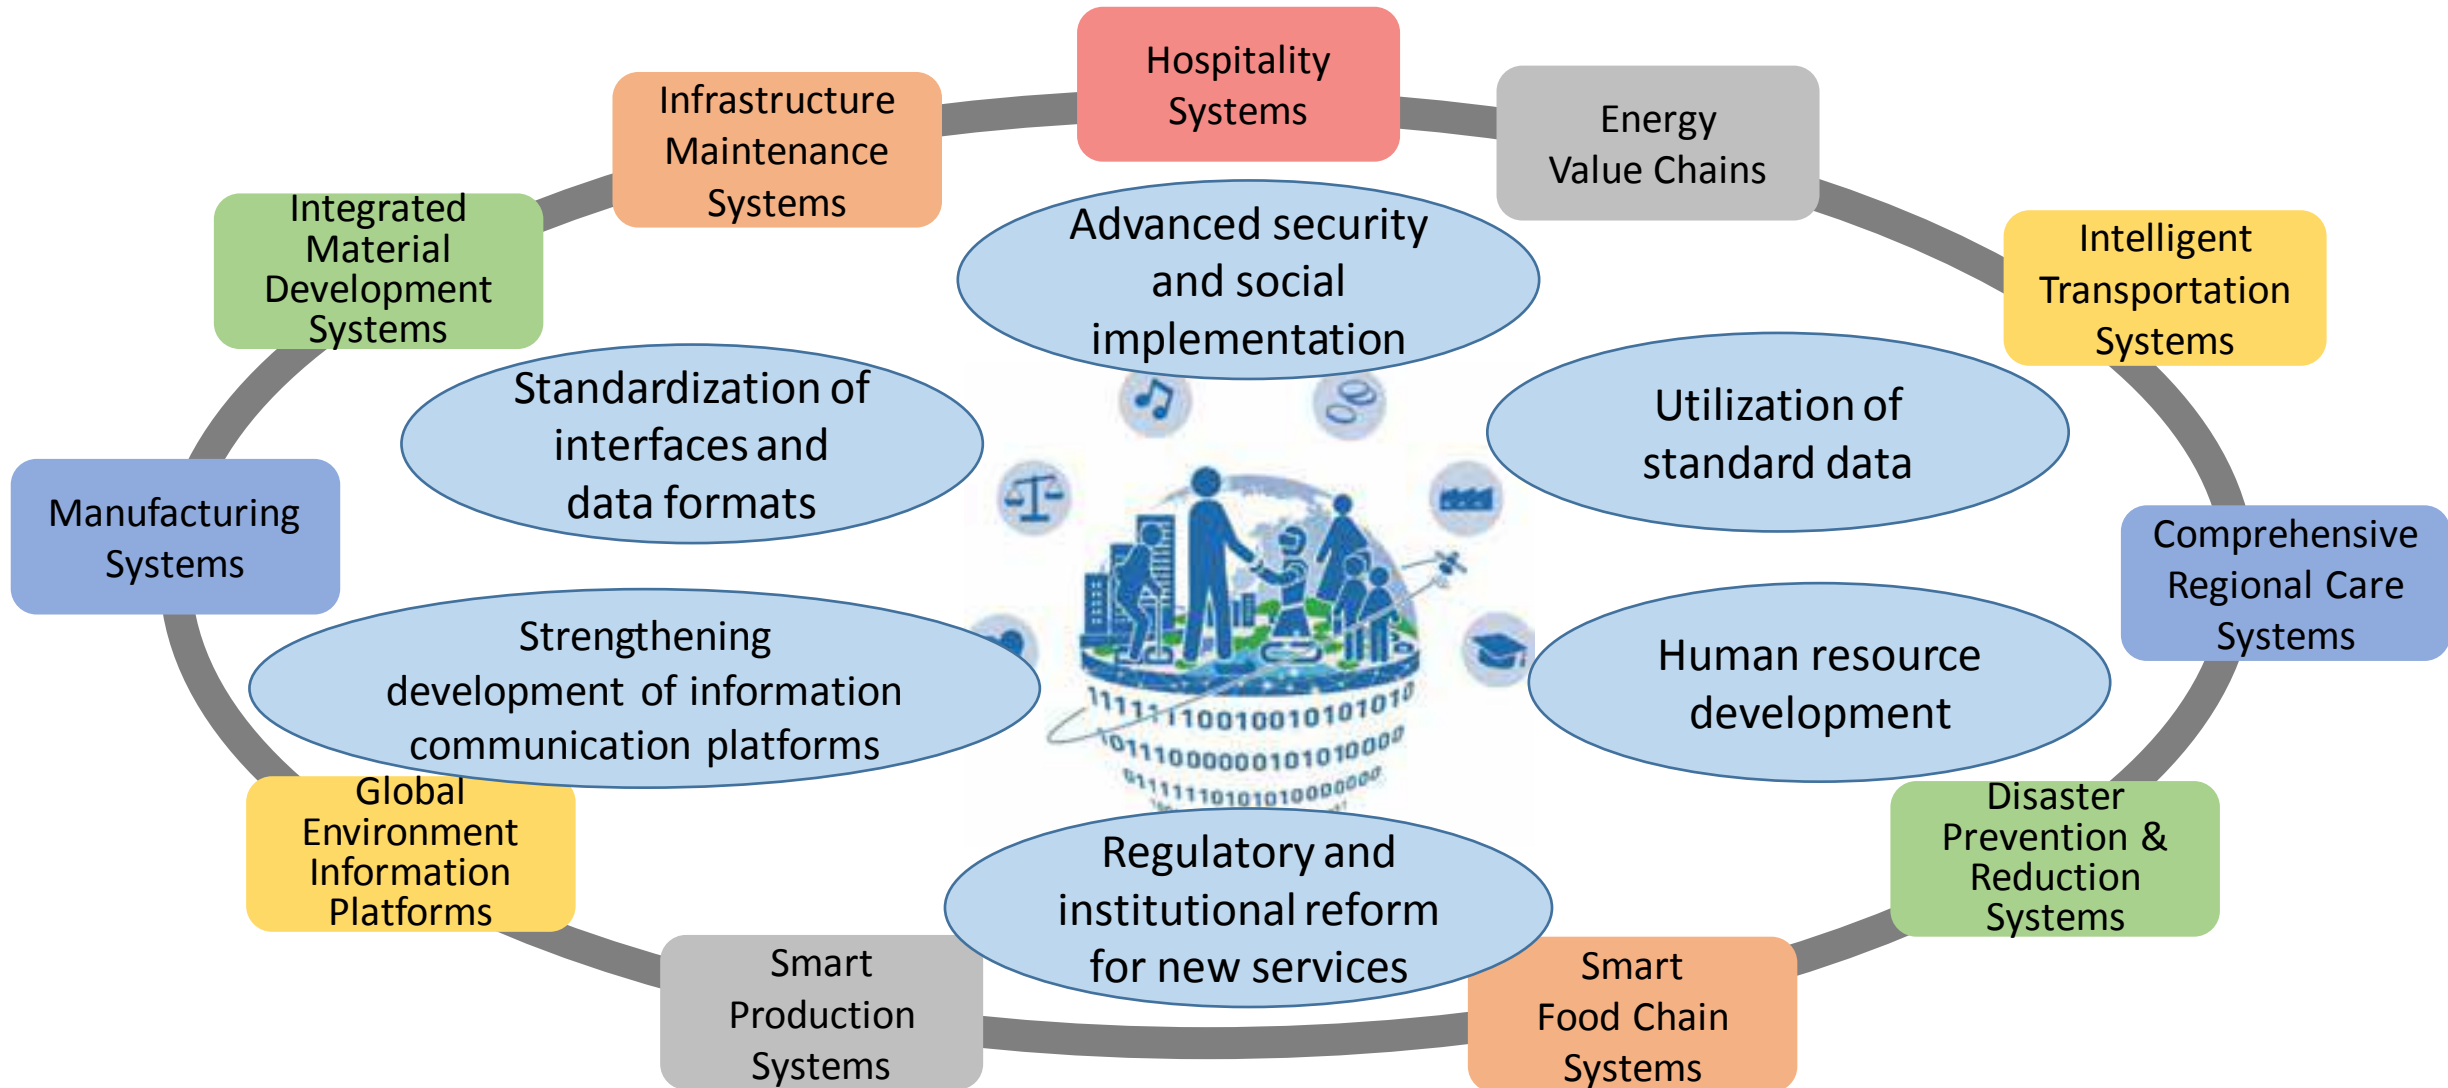 Hospitality
Systems
Infrastructure
Maintenance
Systems
Energy
Value Chains
Integrated
Material
Development
Systems
Advanced security
and social
implementation
Intelligent
Transportation
Systems
Standardization of
interfaces and
data formats
Utilization of
standard data
Manufacturing
Systems
Comprehensive
Regional Care
Systems
Strengthening
development of information
communication platforms
Human resource
development
11111110010010101010
Global
Environment
Information
Platforms
Disaster
Prevention &
Reduction
Systems
Regulatory and
institutional reform
for new services
Smart
Production
Systems
Smart
Food Chain
Systems